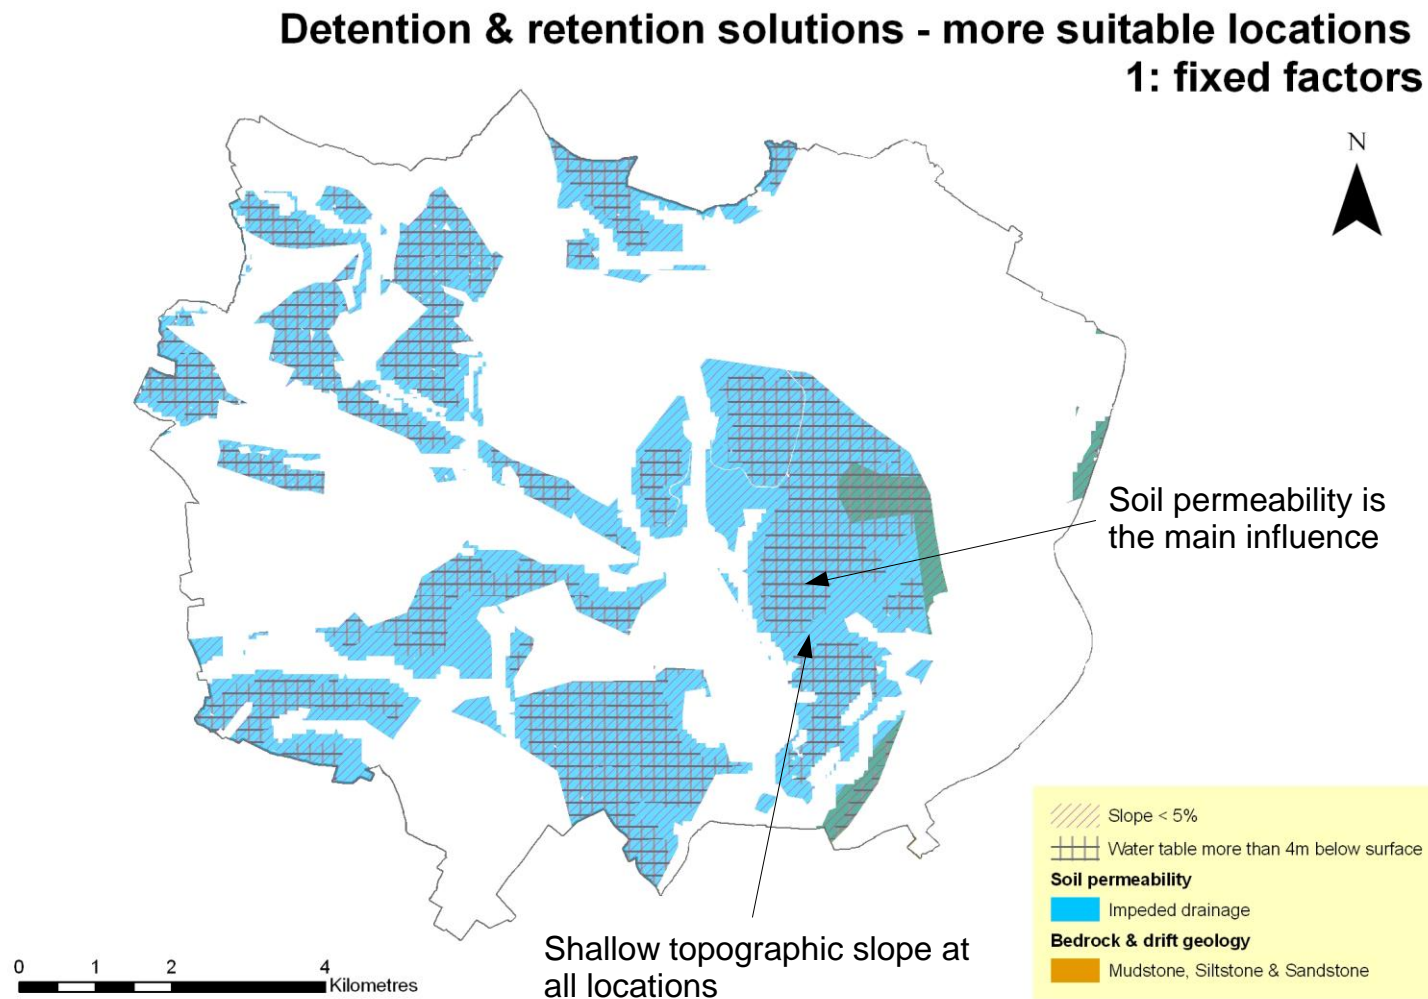 Detention & retention solutions - more suitable locations
1: fixed factors
N
Soil permeability is
the main influence
Slope < 5%
Water table more than 4m below surface
Soil permeability
Impeded drainage
Bedrock & drift geology
Mudstone, Siltstone & Sandstone
Shallow topographic slope at
all locations
0 1 2 4
Kilometres